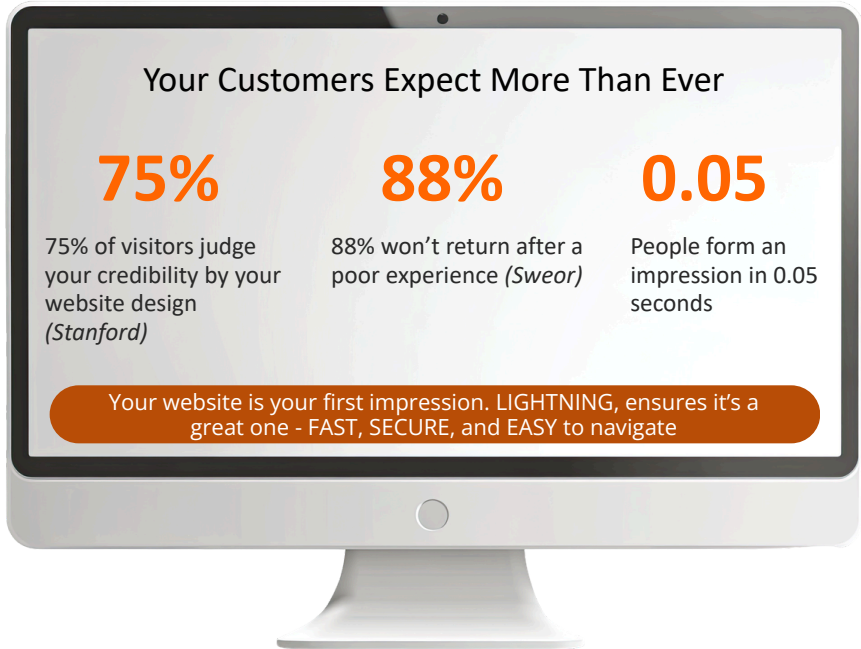 Your Customers Expect More Than Ever
75%
88%
0.05
75% of visitors judge
your credibility by your
website design
(Stanford)
88% won’t return after a
poor experience (Sweor)
People form an
impression in 0.05
seconds
Your website is your first impression. LIGHTNING, ensures it’s a
great one - FAST, SECURE, and EASY to navigate